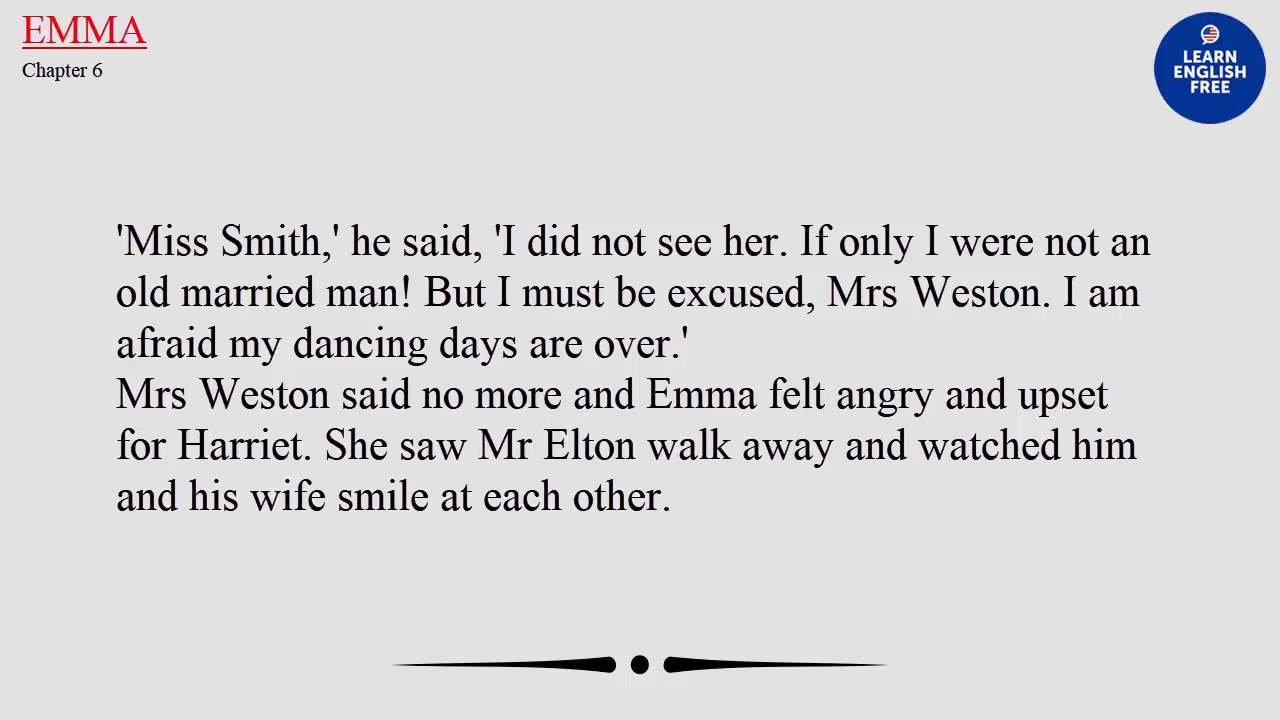 EMMA
Chapter 6
LEARN
ENGLISH
FREE
'Miss Smith,' he said, 'I did not see her. If only I were not an
old married man! But I must be excused, Mrs Weston. I am
afraid my dancing days are over.'
Mrs Weston said no more and Emma felt angry and upset
for Harriet. She saw Mr Elton walk away and watched him
and his wife smile at each other.